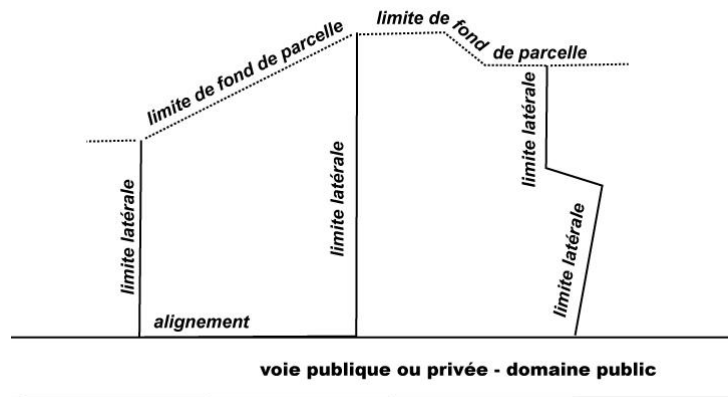 limite de fond de parcelle
limite de fond de parcelle
limite latérale
limite latérale
limite latérale
limite latérale
alignement
voie publique ou privée - domaine public